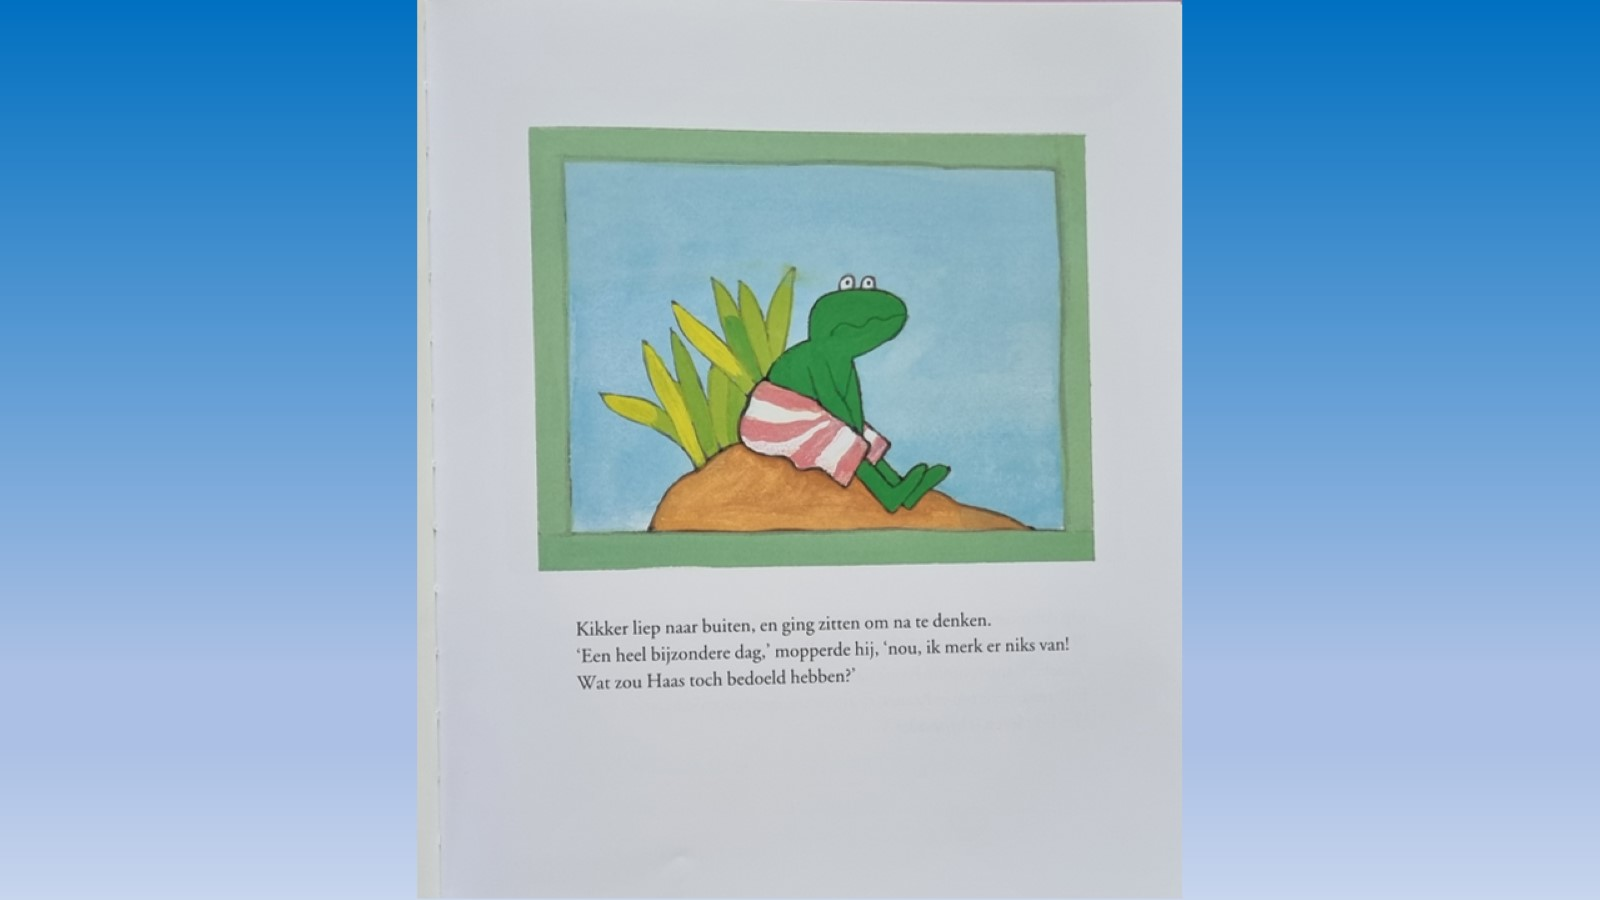 Kikker liep naar buiten, en ging zitten om na te denken.
‘Een heel bijzondere dag,’ mopperde hij, ‘nou, ik merk er niks van!
Wat zou Haas toch bedoeld hebben?’